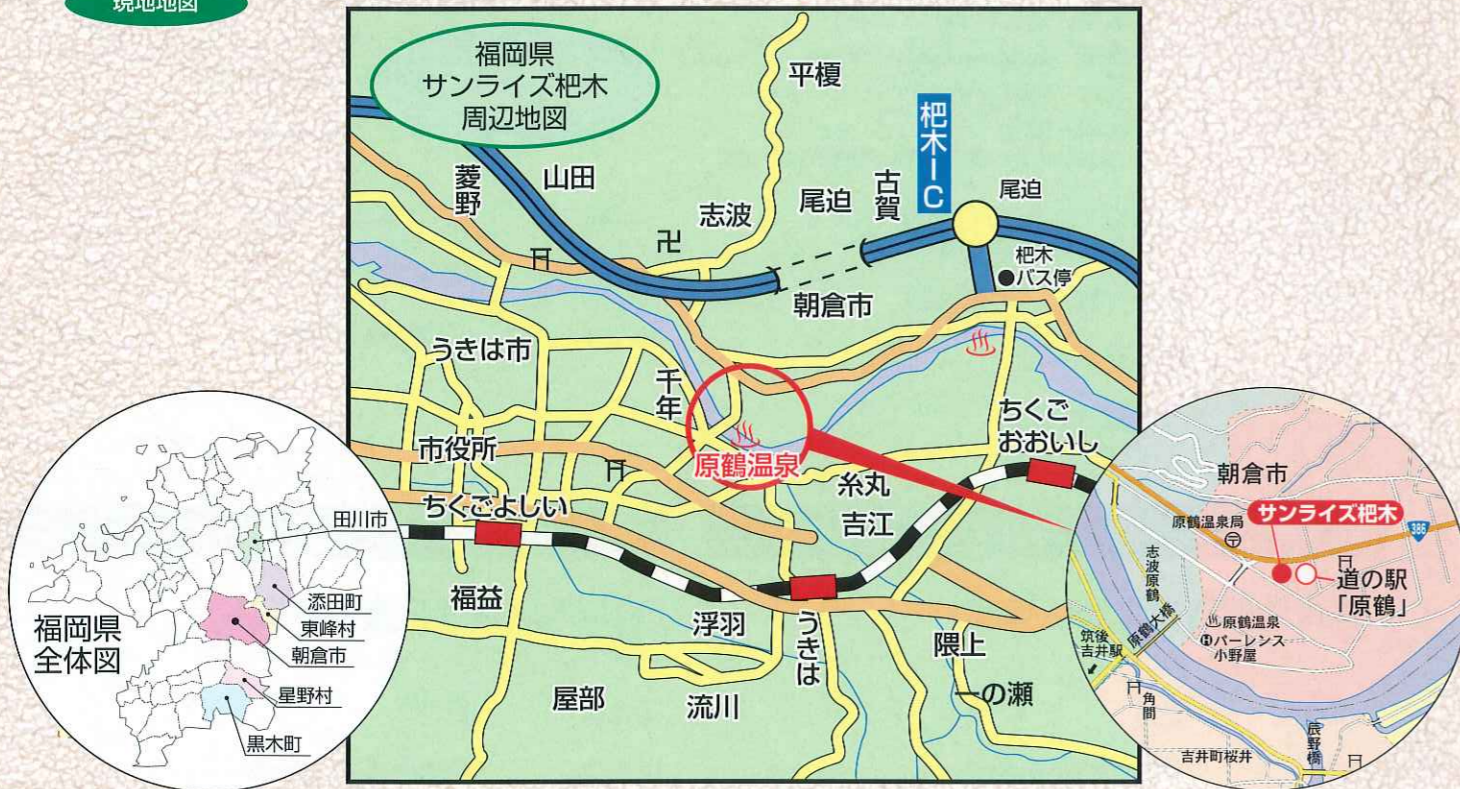 現地地図
福岡県
サンライズ杷木
周辺地図
平榎
杷木IC
菱野
山田
志波
尾迫
古賀
尾迫
杷木
バス停
朝倉市
うきは市
千年
市役所
原鶴温泉
ちくご
おおいし
糸丸
吉江
ちくごよしい
福益
浮羽
うきは
隈上
屋部
流川
一の瀬
福岡県
全体図
田川市
添田町
東峰村
朝倉市
星野村
黒木町
朝倉市
サンライズ杷木
原鶴温泉局
386
道の駅
「原鶴」
志波原鶴
原鶴大橋
原鶴温泉
H パーレンス
小野屋
筑後
吉井駅
角間
辰野橋
吉井町桜井